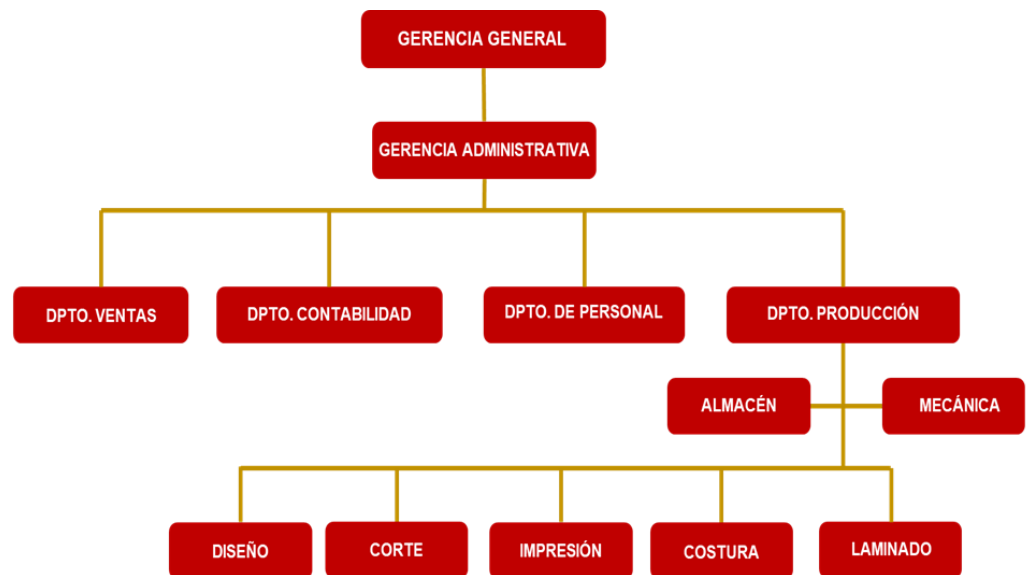 GERENCIA GENERAL
GERENCIA ADMINISTRATIVA
DPTO. VENTAS
DPTO. CONTABILIDAD
DPTO. DE PERSONAL
DPTO. PRODUCCIÓN
ALMACÉN
MECÁNICA
DISEÑO
CORTE
IMPRESIÓN
COSTURA
LAMINADO